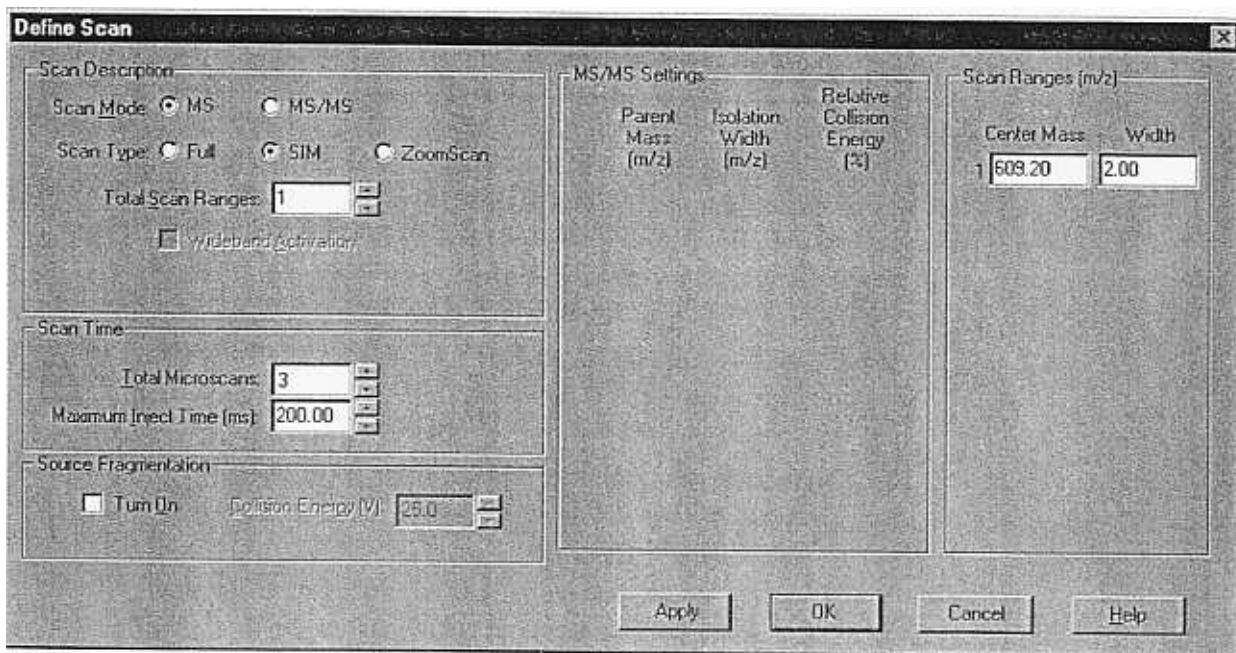 Define Scan
Scan Description
Scan Mode: MS MS/MS
Scan Type: Full SIM ZoomScan
Total Scan Ranges: 1
Wideband Activation
Scan Time
Total Microscans: 3
Maximum Inject Time (ms): 200.00
Source Fragmentation
Turn On Collision Energy (V): 25.0
MS/MS Settings
Parent Mass (m/z)
Isolation Width (m/z)
Relative Collision Energy (%)
Scan Ranges (m/z)
Center Mass Width
1 609.20 2.00
Apply OK Cancel Help